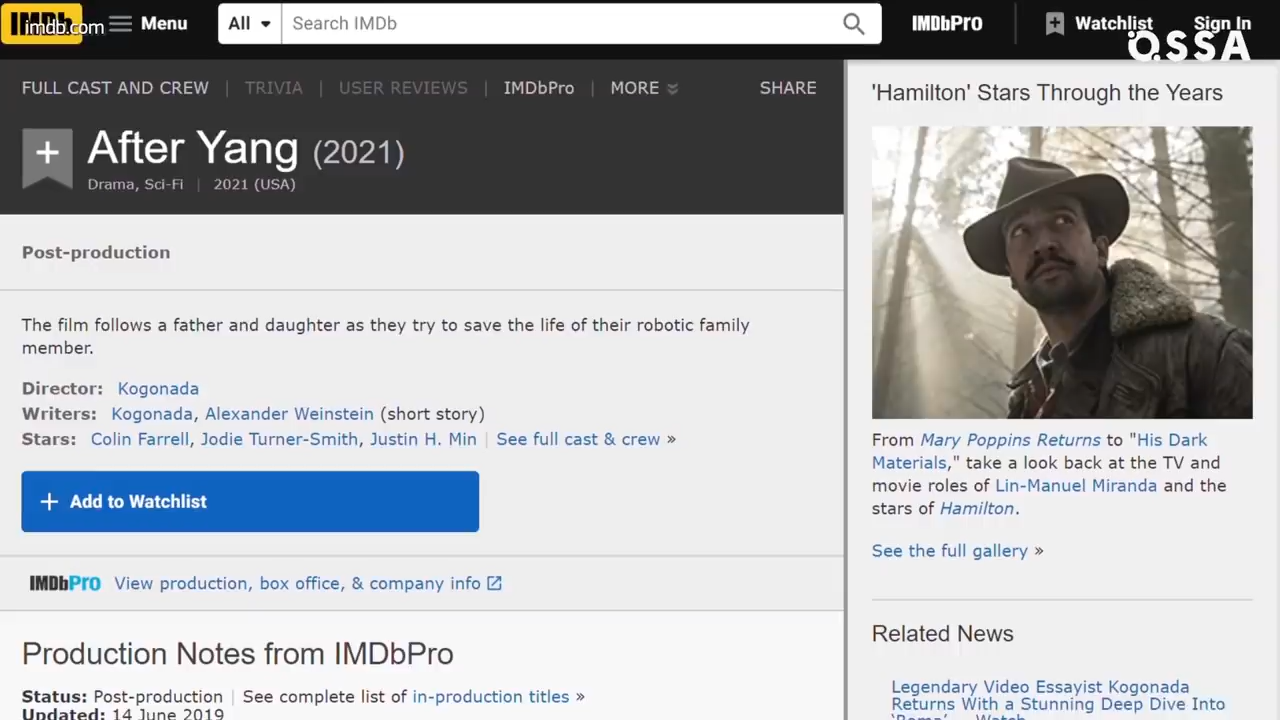 IMDb
imdb.com
Menu
All
Search IMDb
IMDbPro
Watchlist
Sign In
OSSA
FULL CAST AND CREW | TRIVIA | USER REVIEWS | IMDbPro | MORE
SHARE
After Yang (2021)
Drama, Sci-Fi | 2021 (USA)
Post-production
The film follows a father and daughter as they try to save the life of their robotic family
member.
Director: Kogonada
Writers: Kogonada, Alexander Weinstein (short story)
Stars: Colin Farrell, Jodie Turner-Smith, Justin H. Min | See full cast & crew »
+ Add to Watchlist
IMDbPro View production, box office, & company info
Production Notes from IMDbPro
Status: Post-production | See complete list of in-production titles »
Updated: 14 June 2019
'Hamilton' Stars Through the Years
From Mary Poppins Returns to "His Dark
Materials," take a look back at the TV and
movie roles of Lin-Manuel Miranda and the
stars of Hamilton.
See the full gallery »
Related News
Legendary Video Essayist Kogonada
Returns With a Stunning Deep Dive Into
'Roma' — Watch